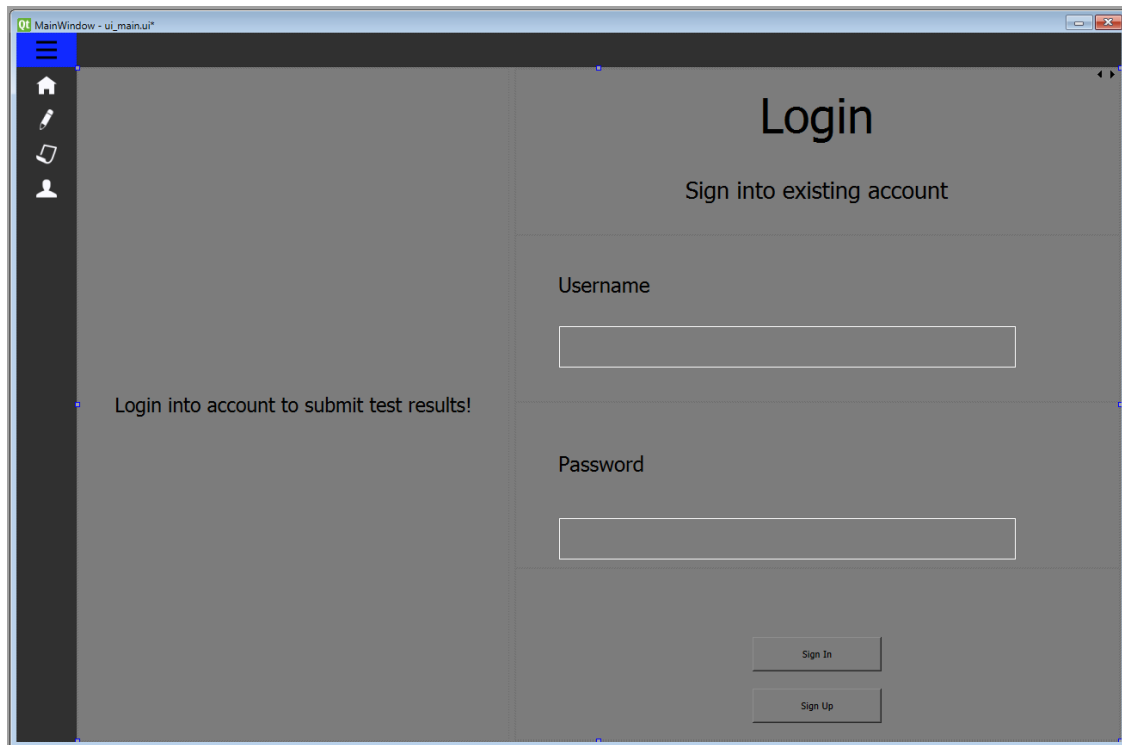 Qt MainWindow - ui_main.ui*
Login
Sign into existing account
Username
Login into account to submit test results!
Password
Sign In
Sign Up